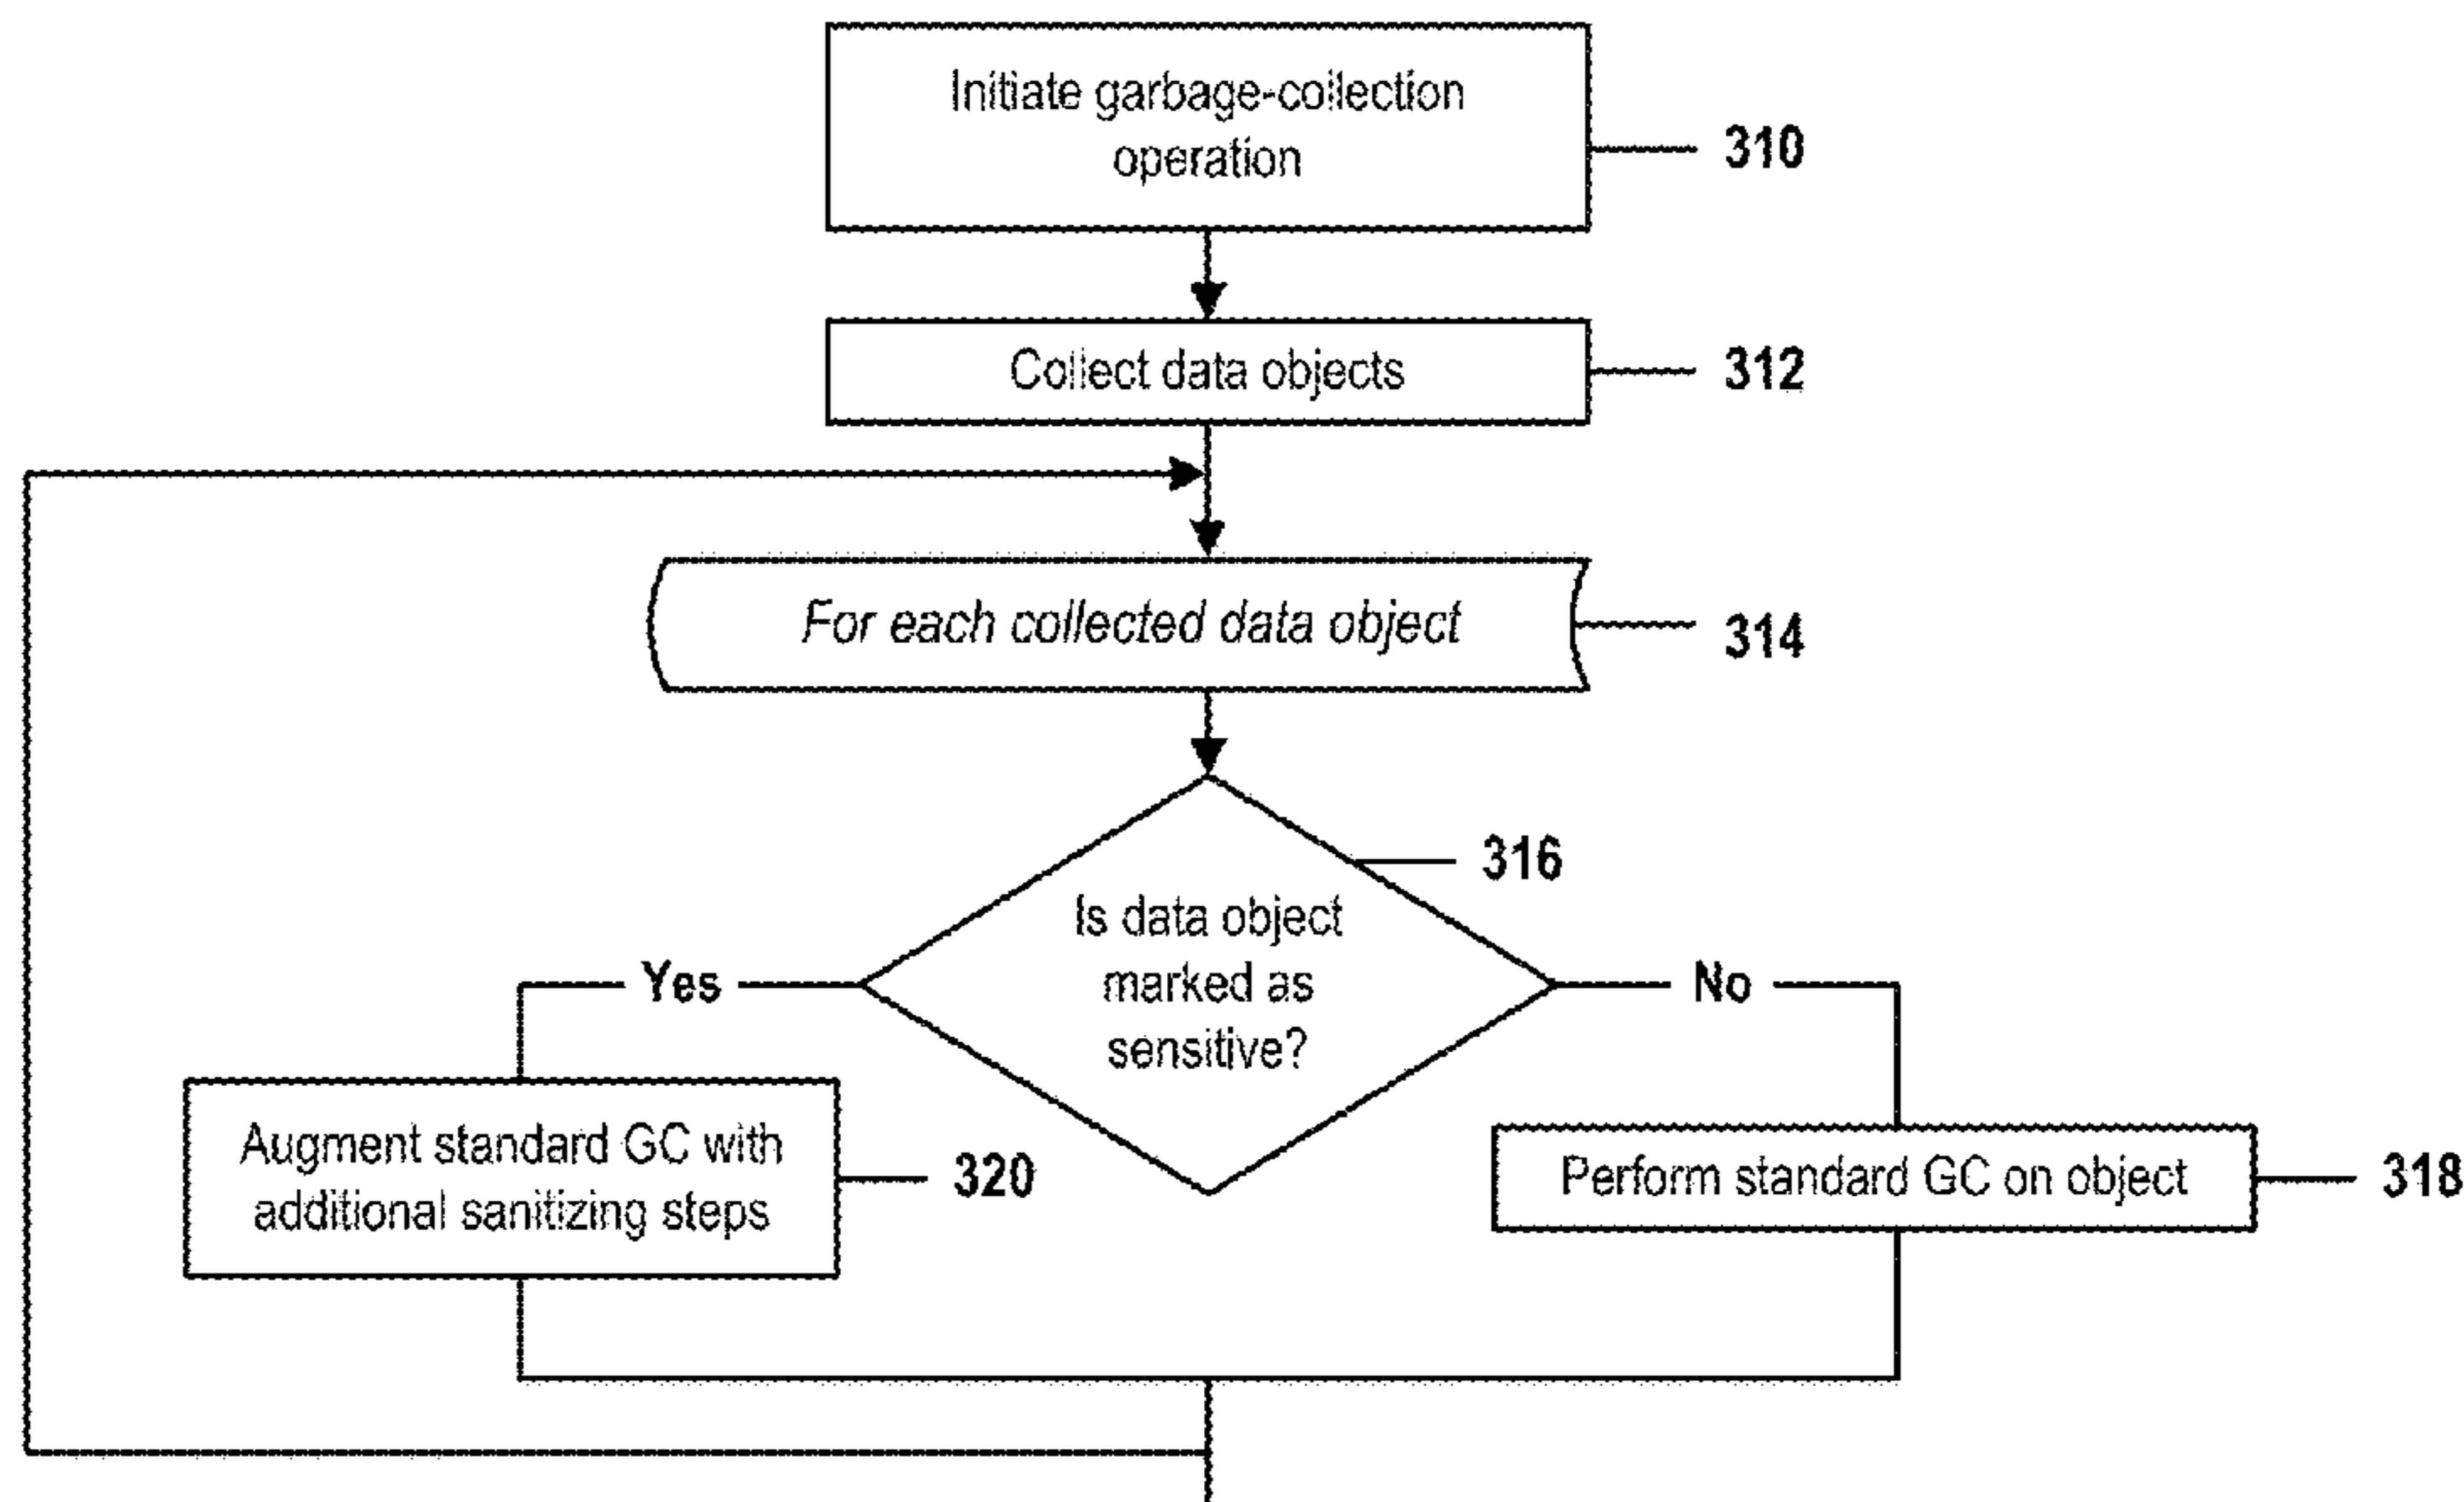 Initiate garbage-collection
operation
310
Collect data objects
312
For each collected data object
314
316
Is data object
marked as
sensitive?
Yes
No
Augment standard GC with
additional sanitizing steps
320
Perform standard GC on object
318